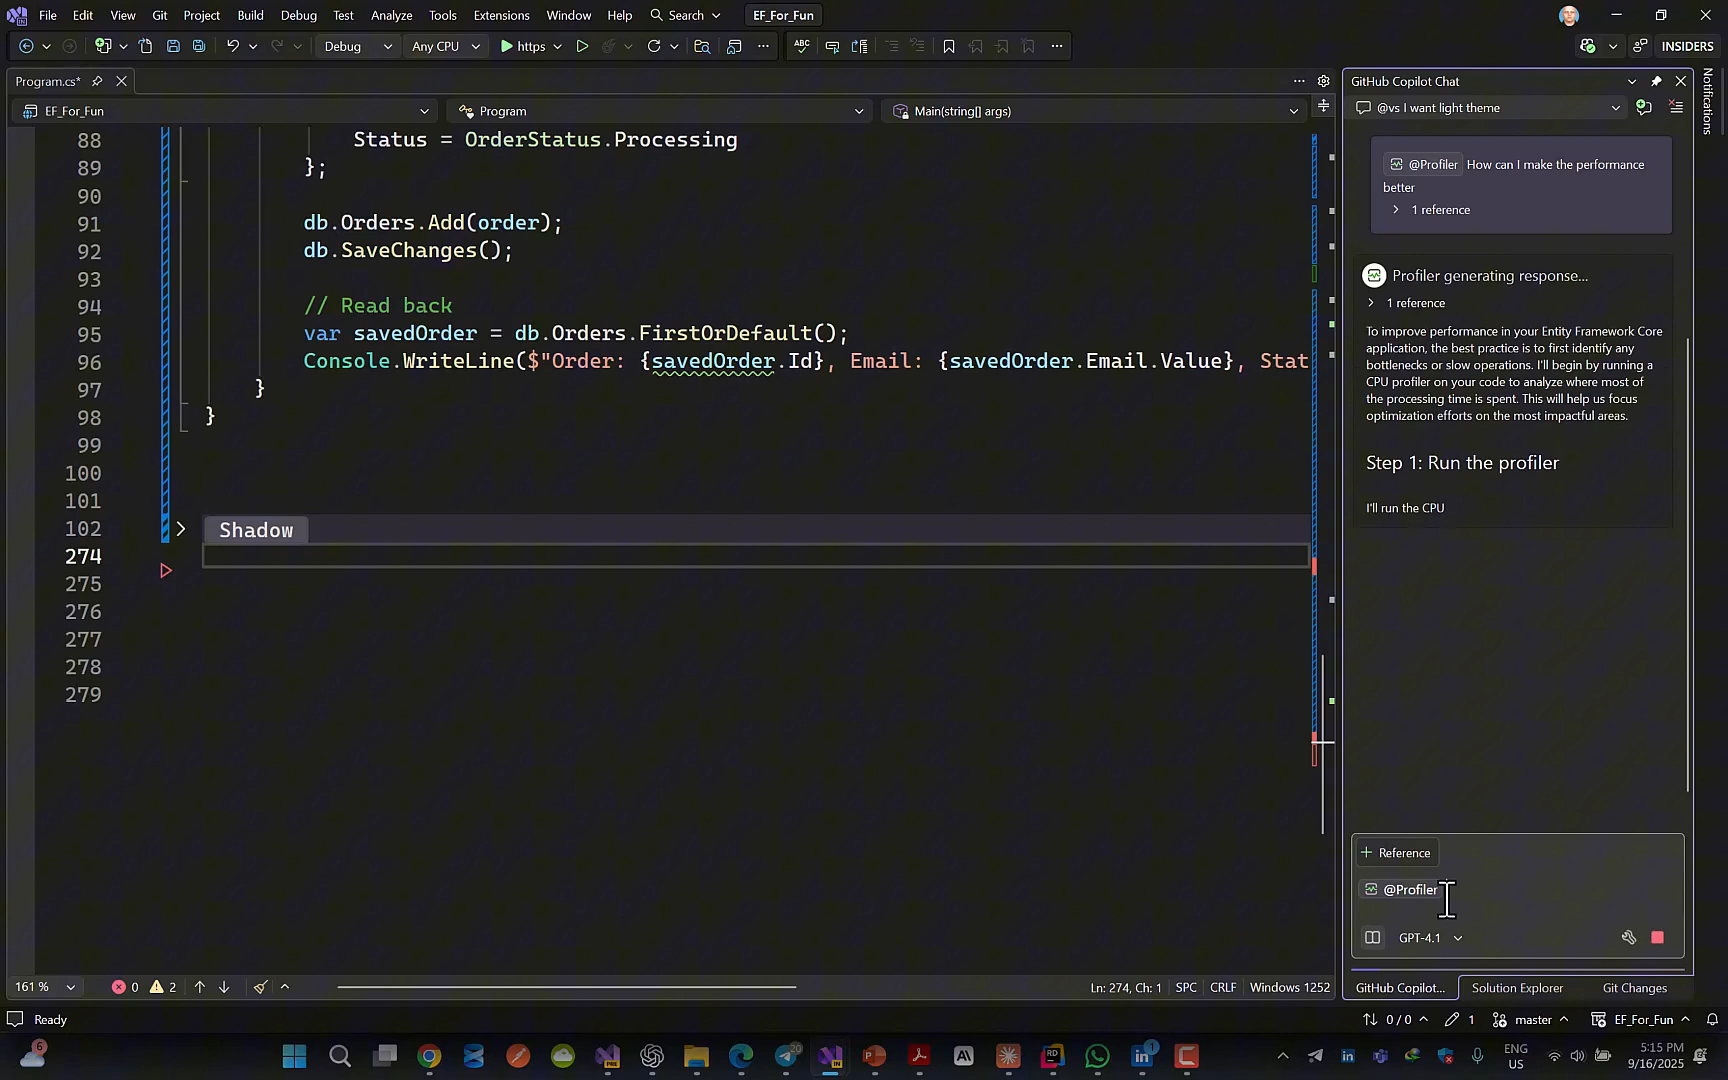 File Edit View Git Project Build Debug Test Analyze Tools Extensions Window Help Search EF_For_Fun
Debug Any CPU https INSIDERS
Program.cs*
EF_For_Fun Program Main(string[] args)
88 Status = OrderStatus.Processing
89 };
90
91 db.Orders.Add(order);
92 db.SaveChanges();
93
94 // Read back
95 var savedOrder = db.Orders.FirstOrDefault();
96 Console.WriteLine($"Order: {savedOrder.Id}, Email: {savedOrder.Email.Value}, Stat
97 }
98 }
99
100
101
102 Shadow
274
275
276
277
278
279
161 % 0 2 Ln: 274, Ch: 1 SPC CRLF Windows 1252
GitHub Copilot Chat
@vs I want light theme
@Profiler How can I make the performance
better
1 reference
Profiler generating response...
1 reference
To improve performance in your Entity Framework Core
application, the best practice is to first identify any
bottlenecks or slow operations. I'll begin by running a
CPU profiler on your code to analyze where most of
the processing time is spent. This will help us focus
optimization efforts on the most impactful areas.
Step 1: Run the profiler
I'll run the CPU
Reference
@Profiler
GPT-4.1
GitHub Copilot... Solution Explorer Git Changes
Notifications
Ready 0 / 0 1 master EF_For_Fun
6 PRE 20 RD 1 ENG
US
5:15 PM
9/16/2025